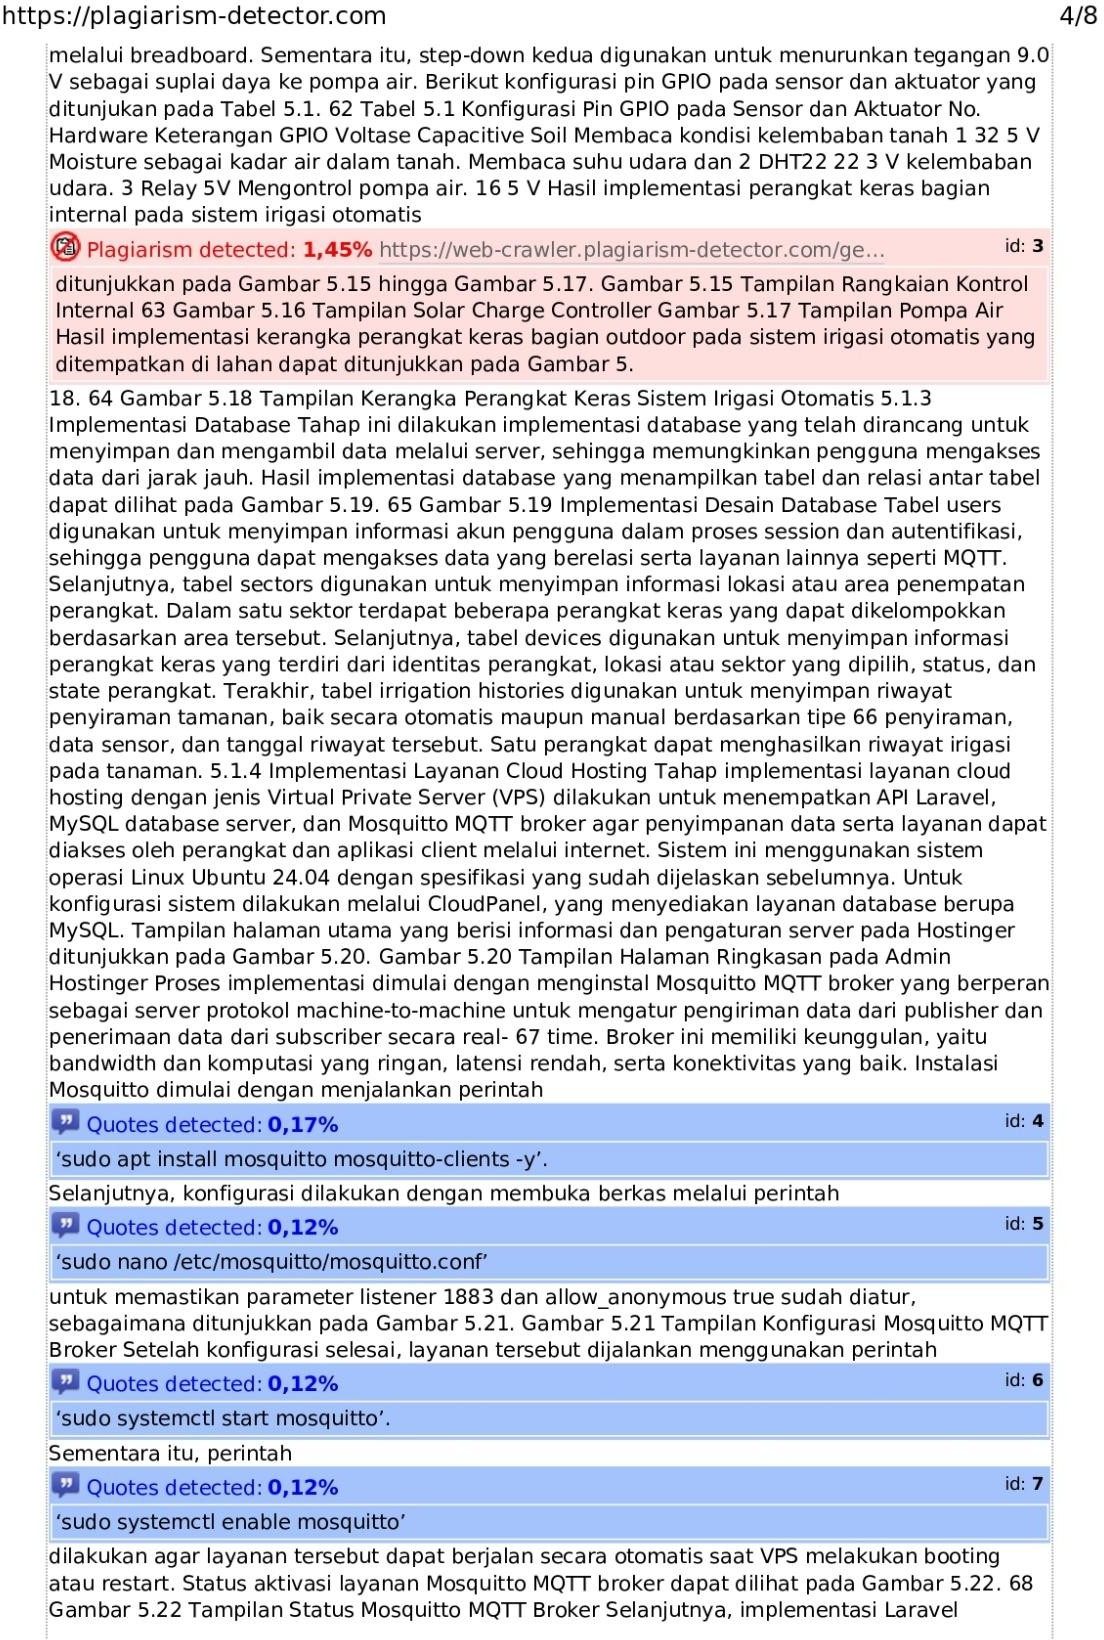 https://plagiarism-detector.com 4/8
melalui breadboard. Sementara itu, step-down kedua digunakan untuk menurunkan tegangan 9.0
V sebagai suplai daya ke pompa air. Berikut konfigurasi pin GPIO pada sensor dan aktuator yang
ditunjukan pada Tabel 5.1. 62 Tabel 5.1 Konfigurasi Pin GPIO pada Sensor dan Aktuator No.
Hardware Keterangan GPIO Voltase Capacitive Soil Membaca kondisi kelembaban tanah 1 32 5 V
Moisture sebagai kadar air dalam tanah. Membaca suhu udara dan 2 DHT22 22 3 V kelembaban
udara. 3 Relay 5V Mengontrol pompa air. 16 5 V Hasil implementasi perangkat keras bagian
internal pada sistem irigasi otomatis
Plagiarism detected: 1,45% https://web-crawler.plagiarism-detector.com/ge... id: 3
ditunjukkan pada Gambar 5.15 hingga Gambar 5.17. Gambar 5.15 Tampilan Rangkaian Kontrol
Internal 63 Gambar 5.16 Tampilan Solar Charge Controller Gambar 5.17 Tampilan Pompa Air
Hasil implementasi kerangka perangkat keras bagian outdoor pada sistem irigasi otomatis yang
ditempatkan di lahan dapat ditunjukkan pada Gambar 5.
18. 64 Gambar 5.18 Tampilan Kerangka Perangkat Keras Sistem Irigasi Otomatis 5.1.3
Implementasi Database Tahap ini dilakukan implementasi database yang telah dirancang untuk
menyimpan dan mengambil data melalui server, sehingga memungkinkan pengguna mengakses
data dari jarak jauh. Hasil implementasi database yang menampilkan tabel dan relasi antar tabel
dapat dilihat pada Gambar 5.19. 65 Gambar 5.19 Implementasi Desain Database Tabel users
digunakan untuk menyimpan informasi akun pengguna dalam proses session dan autentifikasi,
sehingga pengguna dapat mengakses data yang berelasi serta layanan lainnya seperti MQTT.
Selanjutnya, tabel sectors digunakan untuk menyimpan informasi lokasi atau area penempatan
perangkat. Dalam satu sektor terdapat beberapa perangkat keras yang dapat dikelompokkan
berdasarkan area tersebut. Selanjutnya, tabel devices digunakan untuk menyimpan informasi
perangkat keras yang terdiri dari identitas perangkat, lokasi atau sektor yang dipilih, status, dan
state perangkat. Terakhir, tabel irrigation histories digunakan untuk menyimpan riwayat
penyiraman tamanan, baik secara otomatis maupun manual berdasarkan tipe 66 penyiraman,
data sensor, dan tanggal riwayat tersebut. Satu perangkat dapat menghasilkan riwayat irigasi
pada tanaman. 5.1.4 Implementasi Layanan Cloud Hosting Tahap implementasi layanan cloud
hosting dengan jenis Virtual Private Server (VPS) dilakukan untuk menempatkan API Laravel,
MySQL database server, dan Mosquitto MQTT broker agar penyimpanan data serta layanan dapat
diakses oleh perangkat dan aplikasi client melalui internet. Sistem ini menggunakan sistem
operasi Linux Ubuntu 24.04 dengan spesifikasi yang sudah dijelaskan sebelumnya. Untuk
konfigurasi sistem dilakukan melalui CloudPanel, yang menyediakan layanan database berupa
MySQL. Tampilan halaman utama yang berisi informasi dan pengaturan server pada Hostinger
ditunjukkan pada Gambar 5.20. Gambar 5.20 Tampilan Halaman Ringkasan pada Admin
Hostinger Proses implementasi dimulai dengan menginstal Mosquitto MQTT broker yang berperan
sebagai server protokol machine-to-machine untuk mengatur pengiriman data dari publisher dan
penerimaan data dari subscriber secara real- 67 time. Broker ini memiliki keunggulan, yaitu
bandwidth dan komputasi yang ringan, latensi rendah, serta konektivitas yang baik. Instalasi
Mosquitto dimulai dengan menjalankan perintah
Quotes detected: 0,17% id: 4
‘sudo apt install mosquitto mosquitto-clients -y’.
Selanjutnya, konfigurasi dilakukan dengan membuka berkas melalui perintah
Quotes detected: 0,12% id: 5
‘sudo nano /etc/mosquitto/mosquitto.conf’
untuk memastikan parameter listener 1883 dan allow_anonymous true sudah diatur,
sebagaimana ditunjukkan pada Gambar 5.21. Gambar 5.21 Tampilan Konfigurasi Mosquitto MQTT
Broker Setelah konfigurasi selesai, layanan tersebut dijalankan menggunakan perintah
Quotes detected: 0,12% id: 6
‘sudo systemctl start mosquitto’.
Sementara itu, perintah
Quotes detected: 0,12% id: 7
‘sudo systemctl enable mosquitto’
dilakukan agar layanan tersebut dapat berjalan secara otomatis saat VPS melakukan booting
atau restart. Status aktivasi layanan Mosquitto MQTT broker dapat dilihat pada Gambar 5.22. 68
Gambar 5.22 Tampilan Status Mosquitto MQTT Broker Selanjutnya, implementasi Laravel